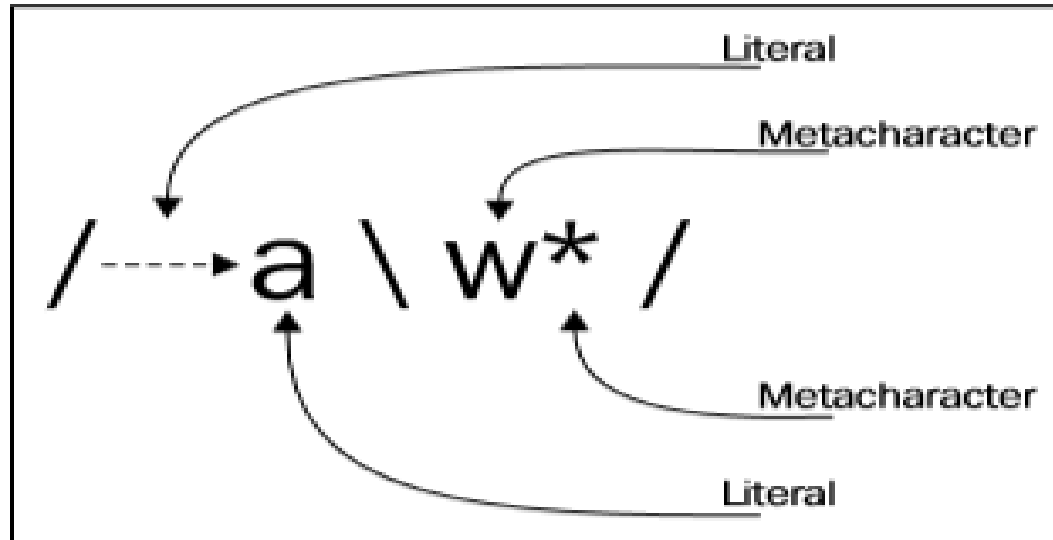 Literal
Metacharacter
/ a \ w* /
Metacharacter
Literal